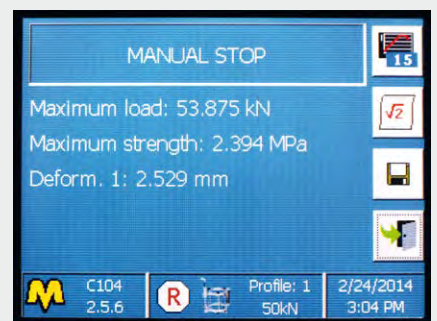 MANUAL STOP
15
Maximum load: 53.875 kN
√2
Maximum strength: 2.394 MPa
Deform. 1: 2.529 mm
C104
2.5.6
R
Profile: 1
50kN
2/24/2014
3:04 PM